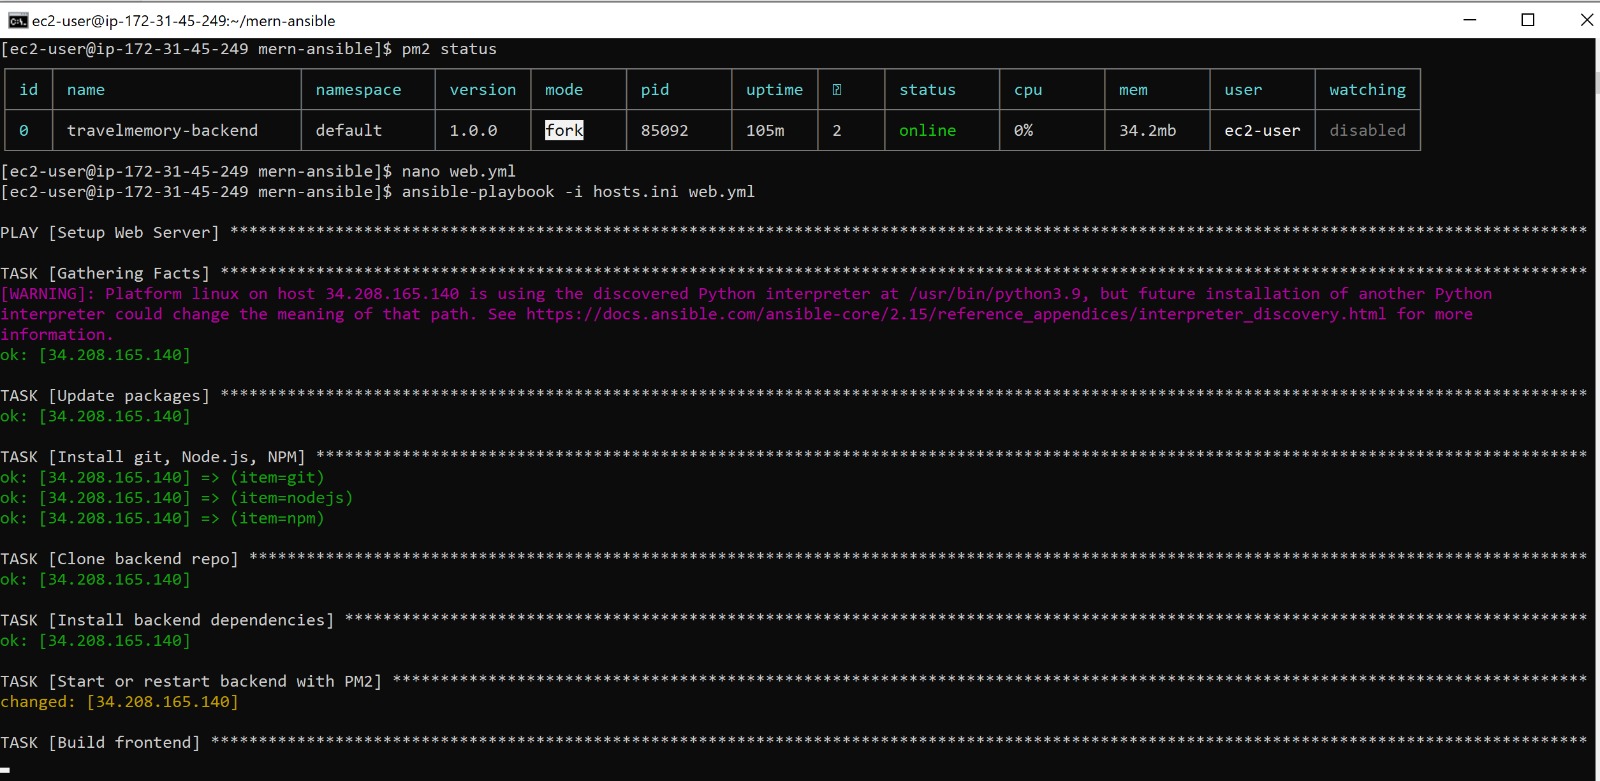 ec2-user@ip-172-31-45-249:~/mern-ansible
[ec2-user@ip-172-31-45-249 mern-ansible]$ pm2 status
id name namespace version mode pid uptime status cpu mem user watching
0 travelmemory-backend default 1.0.0 fork 85092 105m 2 online 0% 34.2mb ec2-user disabled
[ec2-user@ip-172-31-45-249 mern-ansible]$ nano web.yml
[ec2-user@ip-172-31-45-249 mern-ansible]$ ansible-playbook -i hosts.ini web.yml
PLAY [Setup Web Server] **********************************************************************************************************************************************
TASK [Gathering Facts] ***********************************************************************************************************************************************
[WARNING]: Platform linux on host 34.208.165.140 is using the discovered Python interpreter at /usr/bin/python3.9, but future installation of another Python
interpreter could change the meaning of that path. See https://docs.ansible.com/ansible-core/2.15/reference_appendices/interpreter_discovery.html for more
information.
ok: [34.208.165.140]
TASK [Update packages] ***********************************************************************************************************************************************
ok: [34.208.165.140]
TASK [Install git, Node.js, NPM] *************************************************************************************************************************************
ok: [34.208.165.140] => (item=git)
ok: [34.208.165.140] => (item=nodejs)
ok: [34.208.165.140] => (item=npm)
TASK [Clone backend repo] ********************************************************************************************************************************************
ok: [34.208.165.140]
TASK [Install backend dependencies] **********************************************************************************************************************************
ok: [34.208.165.140]
TASK [Start or restart backend with PM2] *****************************************************************************************************************************
changed: [34.208.165.140]
TASK [Build frontend] ************************************************************************************************************************************************